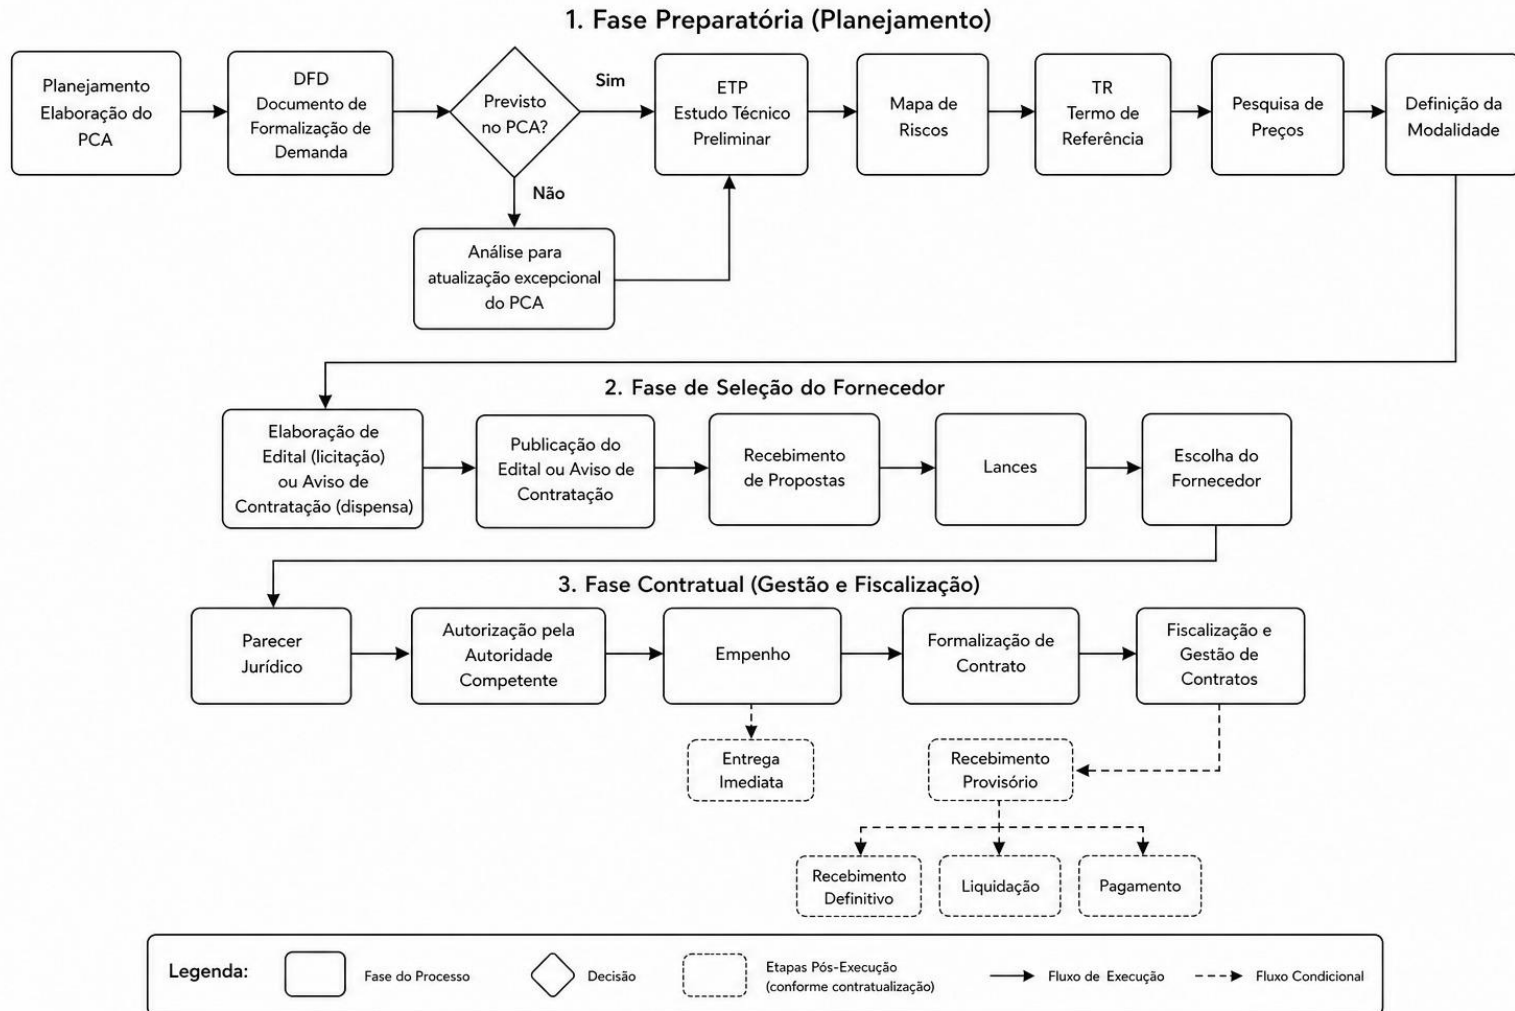 1. Fase Preparatória (Planejamento)
Planejamento
Elaboração do
PCA
DFD
Documento de
Formalização de
Demanda
Previsto
no PCA?
Sim
Não
Análise para
atualização excepcional
do PCA
ETP
Estudo Técnico
Preliminar
Mapa de
Riscos
TR
Termo de
Referência
Pesquisa de
Preços
Definição da
Modalidade
2. Fase de Seleção do Fornecedor
Elaboração de
Edital (licitação)
ou Aviso de
Contratação (dispensa)
Publicação do
Edital ou Aviso de
Contratação
Recebimento
de Propostas
Lances
Escolha do
Fornecedor
3. Fase Contratual (Gestão e Fiscalização)
Parecer
Jurídico
Autorização pela
Autoridade
Competente
Empenho
Formalização de
Contrato
Fiscalização e
Gestão de
Contratos
Entrega
Imediata
Recebimento
Provisório
Recebimento
Definitivo
Liquidação
Pagamento
Legenda:
Fase do Processo
Decisão
Etapas Pós-Execução
(conforme contratualização)
Fluxo de Execução
Fluxo Condicional